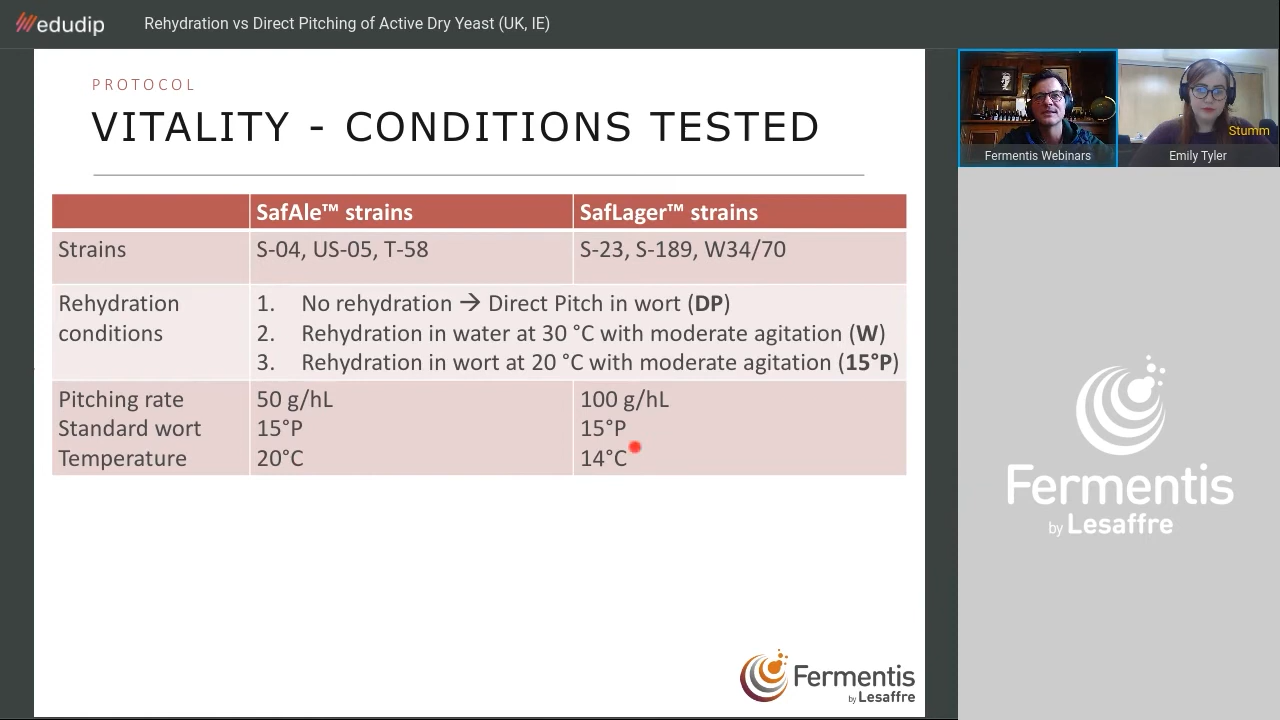 edudip
Rehydration vs Direct Pitching of Active Dry Yeast (UK, IE)
PROTOCOL
VITALITY - CONDITIONS TESTED
SafAle™ strains SafLager™ strains
Strains S-04, US-05, T-58 S-23, S-189, W34/70
Rehydration conditions
1. No rehydration → Direct Pitch in wort (DP)
2. Rehydration in water at 30 °C with moderate agitation (W)
3. Rehydration in wort at 20 °C with moderate agitation (15°P)
Pitching rate 50 g/hL 100 g/hL
Standard wort 15°P 15°P
Temperature 20°C 14°C
Fermentis
by Lesaffre
Fermentis Webinars
Stumm
Emily Tyler
Fermentis
by Lesaffre